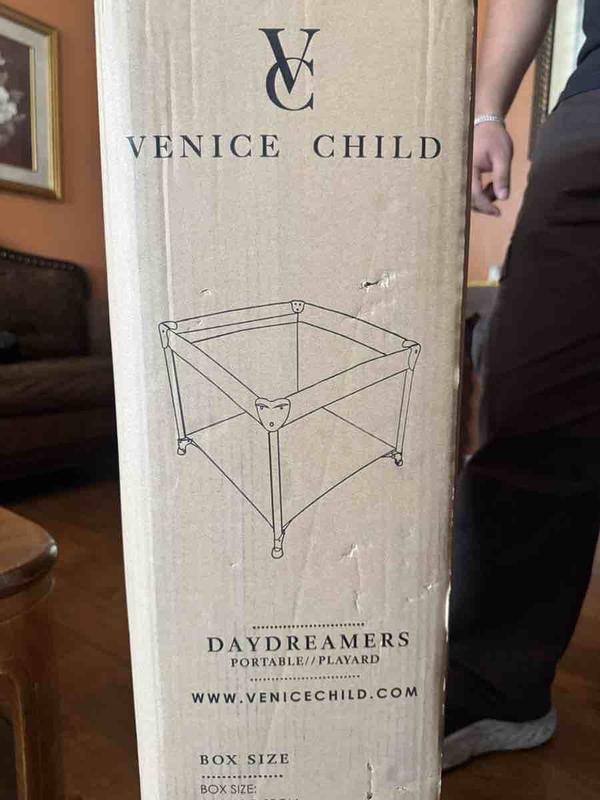 VC
VENICE CHILD
DAYDREAMERS
PORTABLE//PLAYARD
WWW.VENICECHILD.COM
BOX SIZE
BOX SIZE: